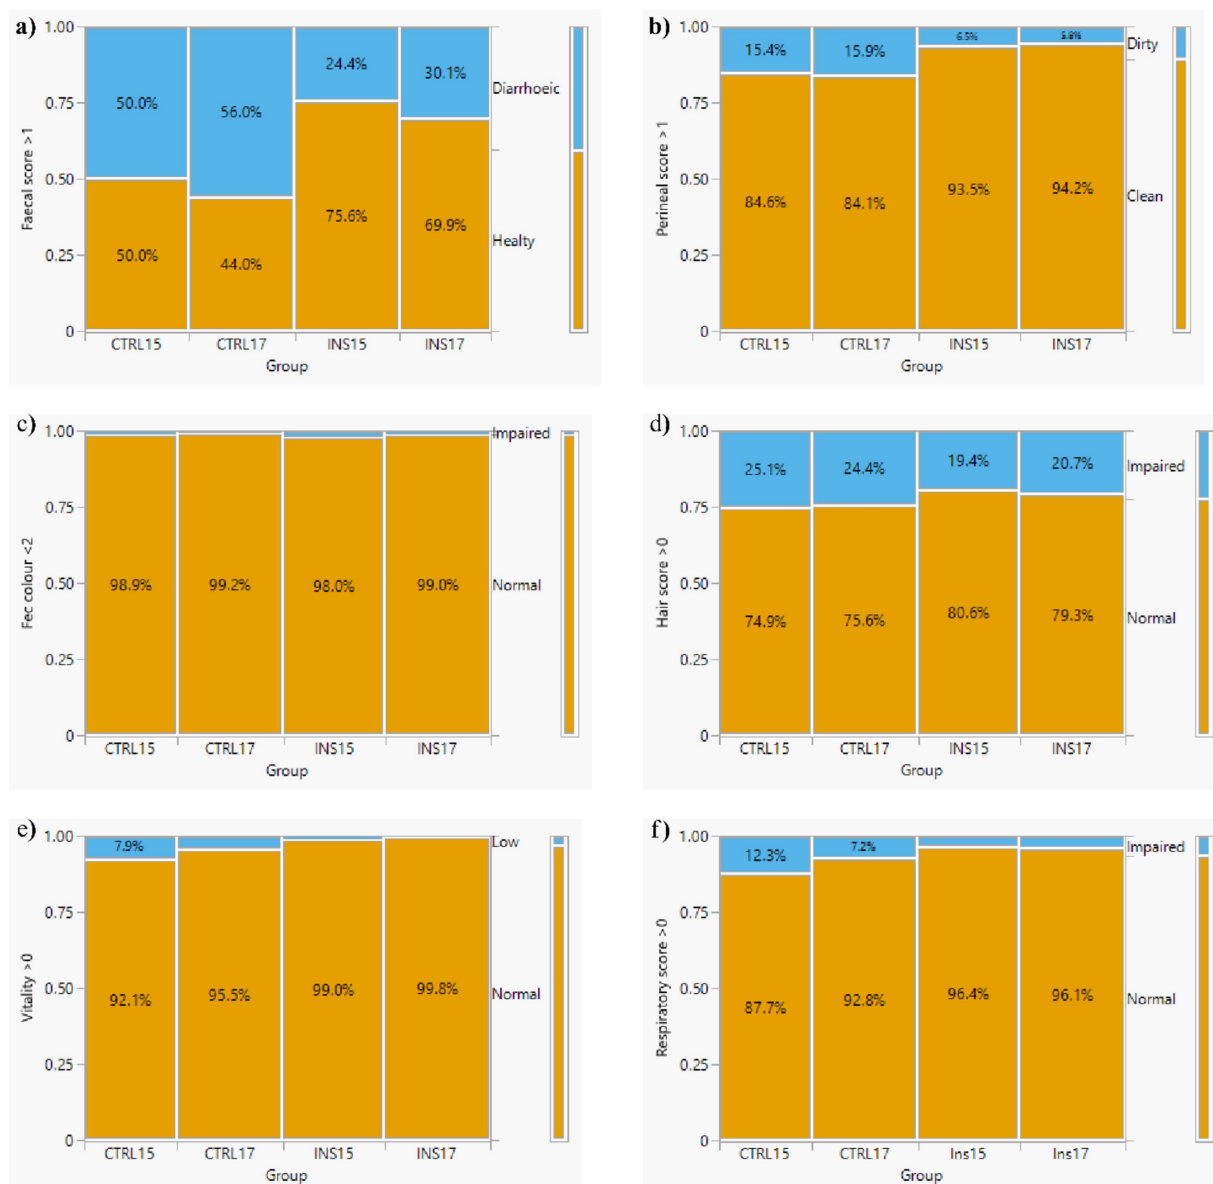 a)
1.00
0.75
0.50
0.25
0
Faecal score >1
50.0%
56.0%
24.4%
30.1%
50.0%
44.0%
75.6%
69.9%
Diarrhoeic
Healty
CTRL15 CTRL17 INS15 INS17
Group
b)
1.00
0.75
0.50
0.25
0
Perineal score >1
15.4%
15.9%
6.5%
5.8%
84.6%
84.1%
93.5%
94.2%
Dirty
Clean
CTRL15 CTRL17 INS15 INS17
Group
c)
1.00
0.75
0.50
0.25
0
Fec colour <2
98.9%
99.2%
98.0%
99.0%
Impaired
Normal
CTRL15 CTRL17 INS15 INS17
Group
d)
1.00
0.75
0.50
0.25
0
Hair score >0
25.1%
24.4%
19.4%
20.7%
74.9%
75.6%
80.6%
79.3%
Impaired
Normal
CTRL15 CTRL17 INS15 INS17
Group
e)
1.00
0.75
0.50
0.25
0
Vitality >0
7.9%
92.1%
95.5%
99.0%
99.8%
Low
Normal
CTRL15 CTRL17 INS15 INS17
Group
f)
1.00
0.75
0.50
0.25
0
Respiratory score >0
12.3%
7.2%
87.7%
92.8%
96.4%
96.1%
Impaired
Normal
CTRL15 CTRL17 Ins15 Ins17
Group